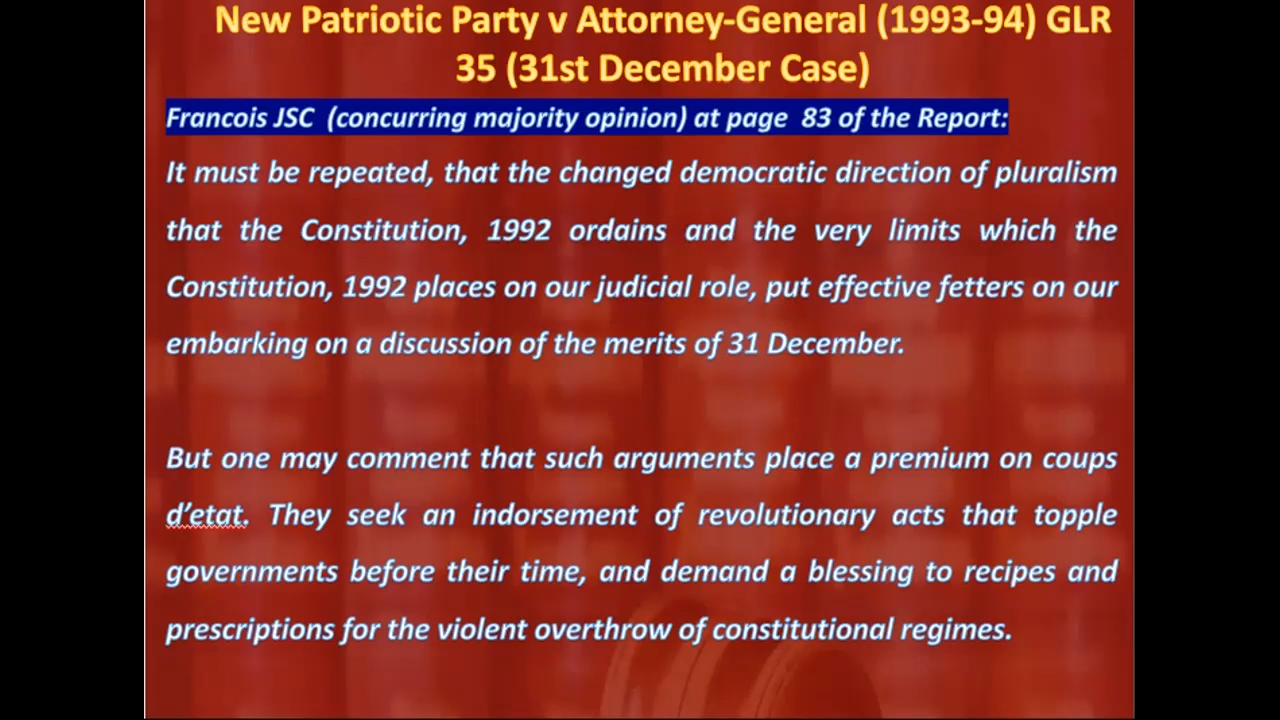 New Patriotic Party v Attorney-General (1993-94) GLR
35 (31st December Case)
Francois JSC (concurring majority opinion) at page 83 of the Report:
It must be repeated, that the changed democratic direction of pluralism
that the Constitution, 1992 ordains and the very limits which the
Constitution, 1992 places on our judicial role, put effective fetters on our
embarking on a discussion of the merits of 31 December.
But one may comment that such arguments place a premium on coups
d’etat. They seek an indorsement of revolutionary acts that topple
governments before their time, and demand a blessing to recipes and
prescriptions for the violent overthrow of constitutional regimes.